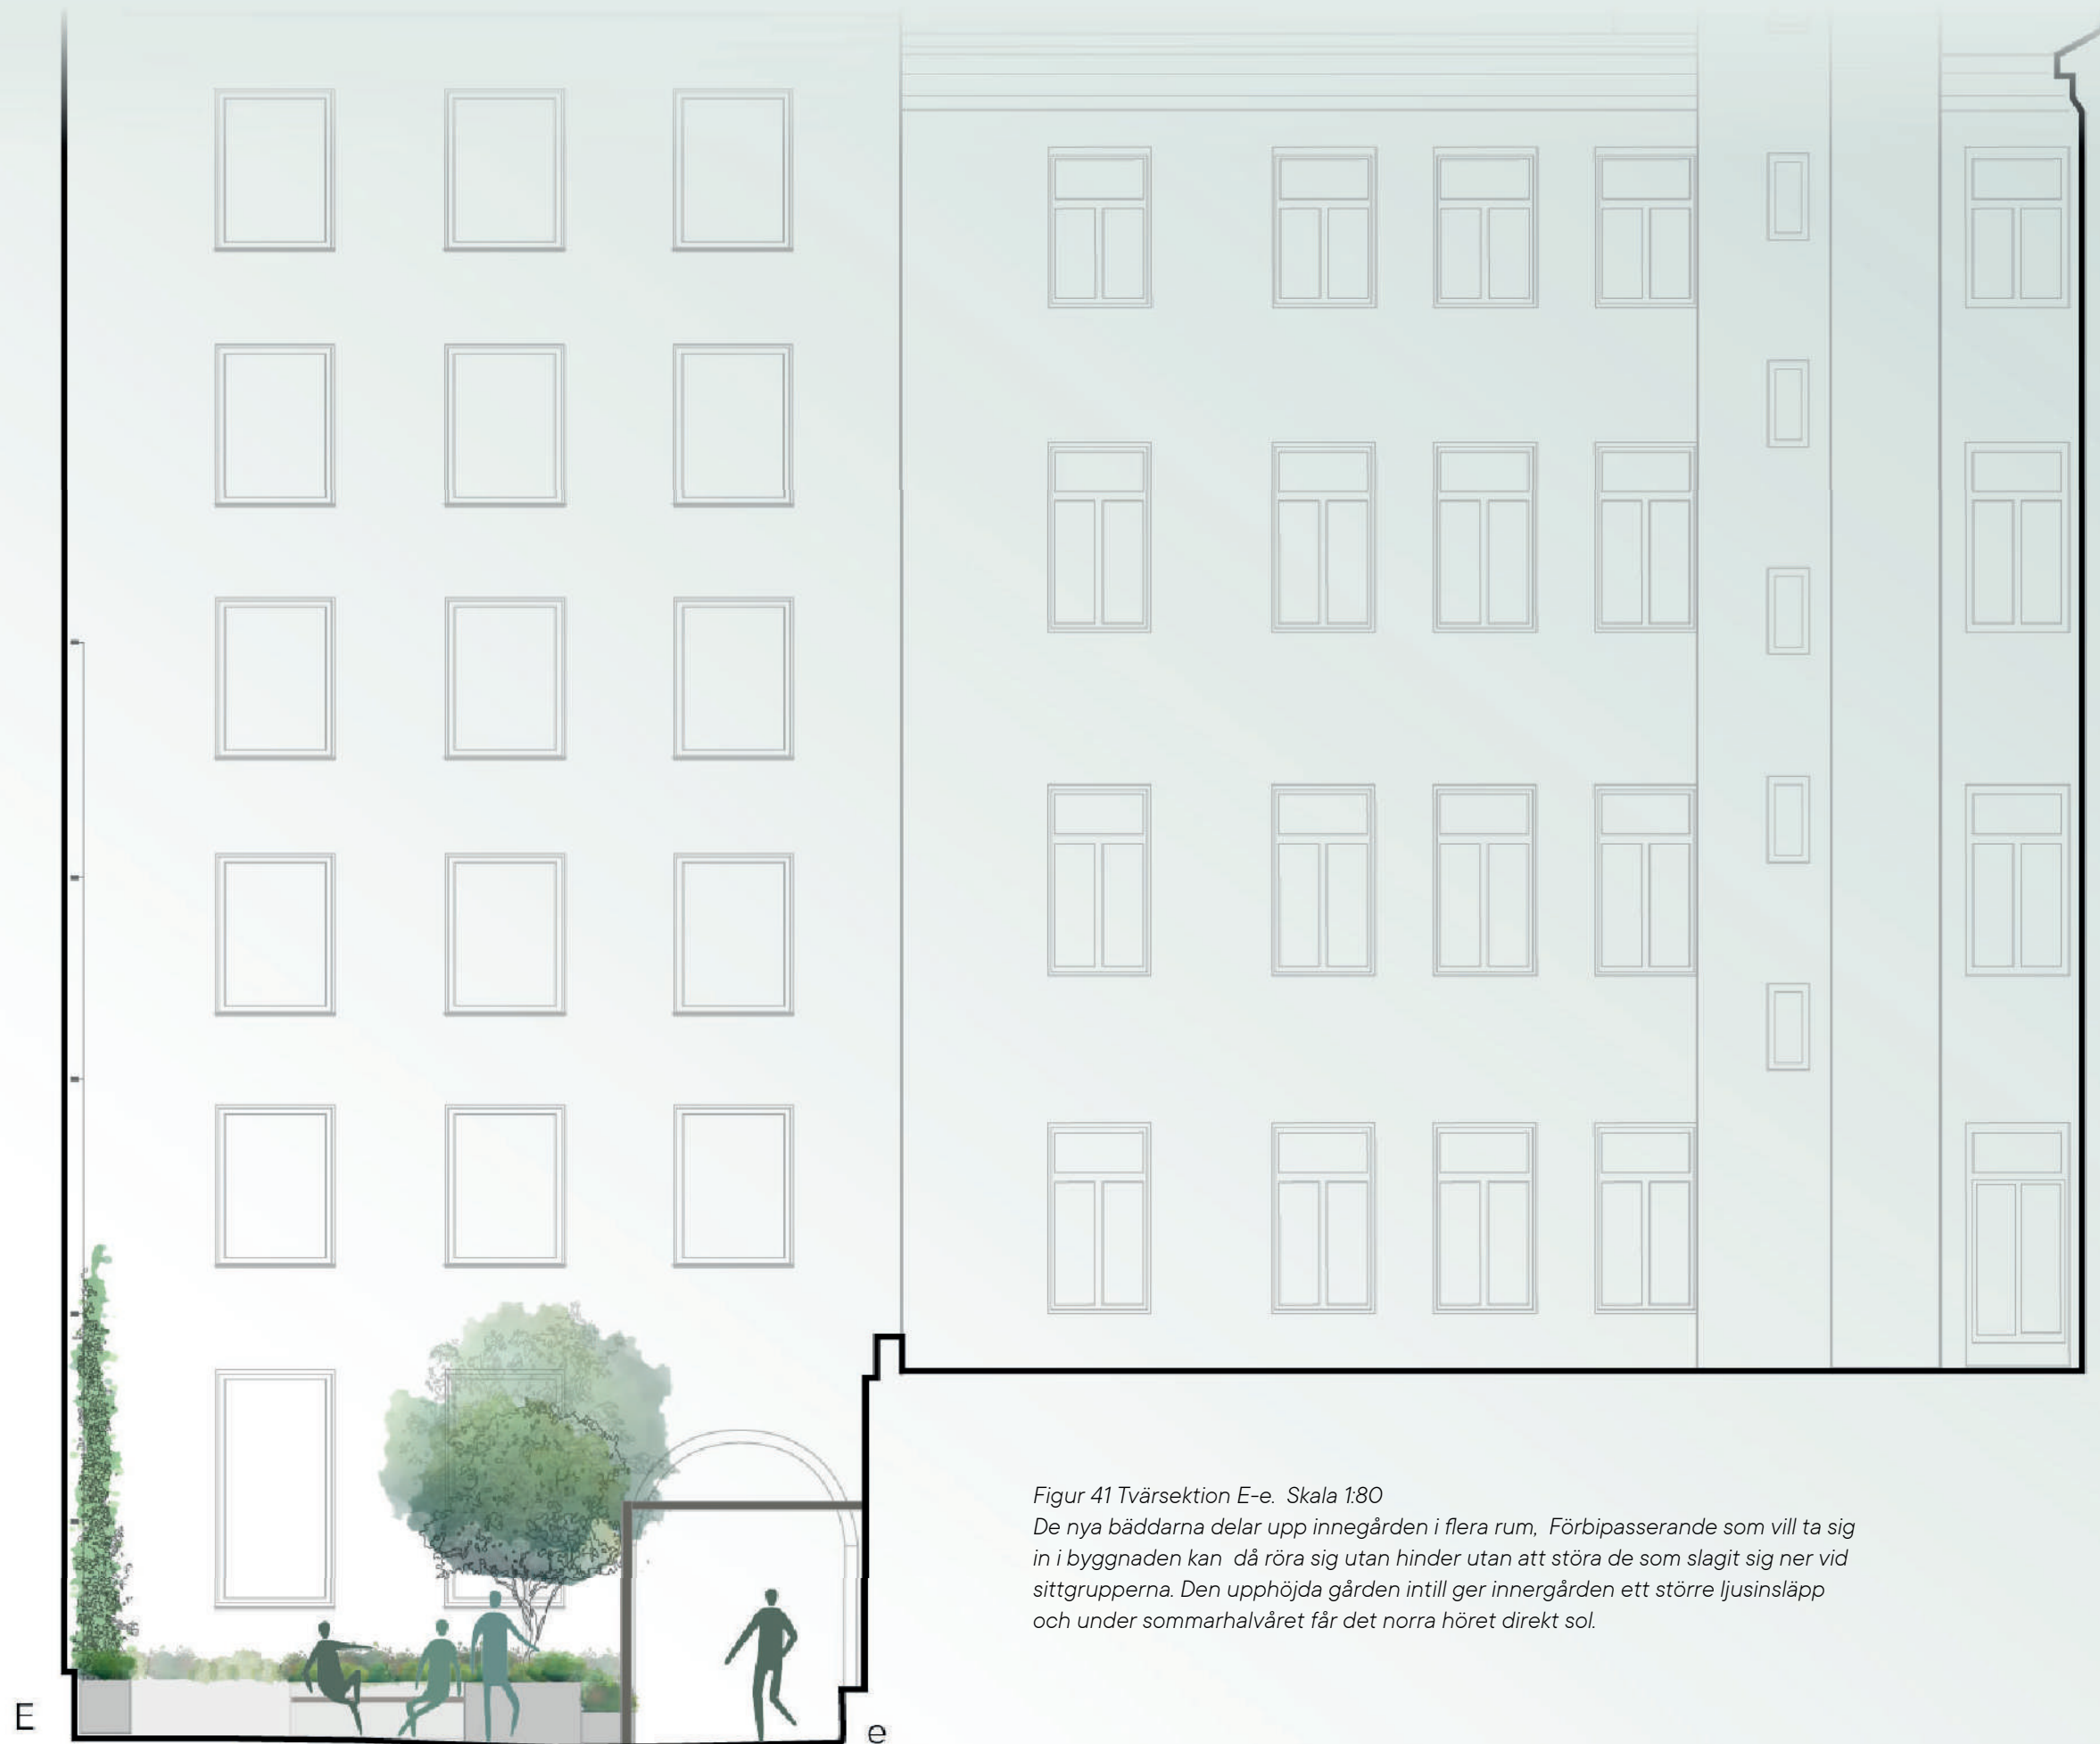 Figur 41 Tvärsektion E-e. Skala 1:80
De nya bäddarna delar upp innegården i flera rum, Förbipasserande som vill ta sig
in i byggnaden kan då röra sig utan hinder utan att störa de som slagit sig ner vid
sittgrupperna. Den upphöjda gården intill ger innergården ett större ljusinsläpp
och under sommarhalvåret får det norra höret direkt sol.
E
e